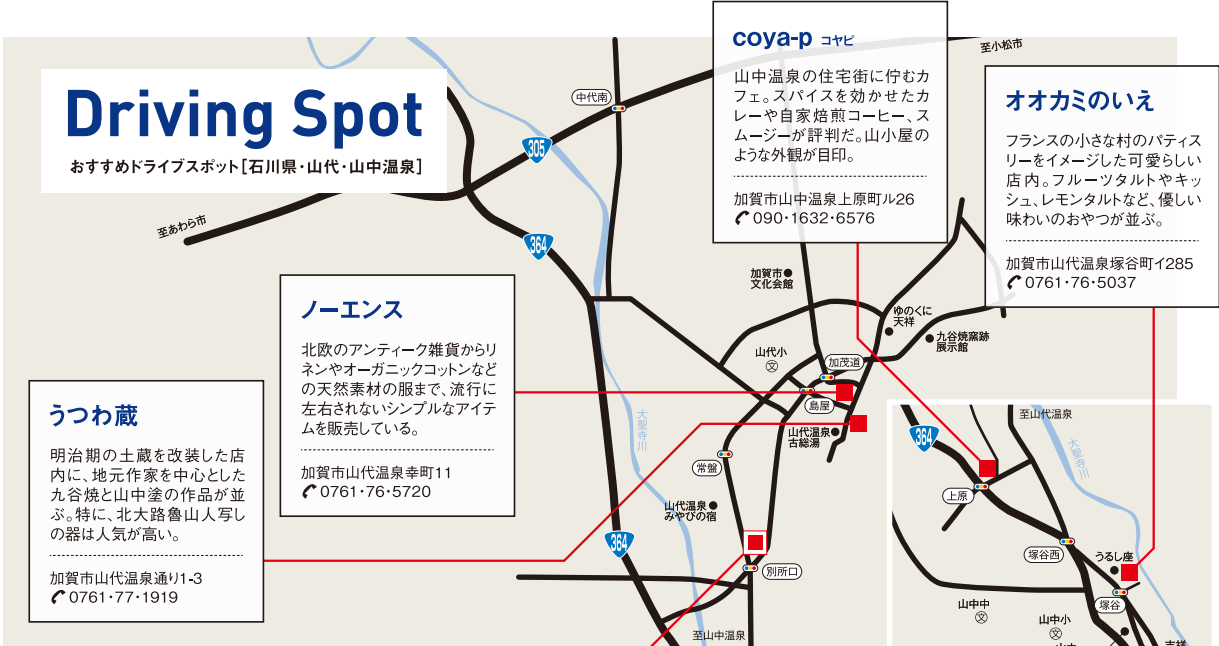 Driving Spot
おすすめドライブスポット[石川県・山代・山中温泉]
coya-p コヤピ
山中温泉の住宅街に佇むカ
フェ。スパイスを効かせたカ
レーや自家焙煎コーヒー、ス
ムージーが評判だ。山小屋の
ような外観が目印。
加賀市山中温泉上原町ル26
090・1632・6576
オオカミのいえ
フランスの小さな村のパティス
リーをイメージした可愛らしい
店内。フルーツタルトやキッ
シュ、レモンタルトなど、優しい
味わいのおやつが並ぶ。
加賀市山代温泉塚谷町イ285
0761・76・5037
ノーエンス
北欧のアンティーク雑貨からリ
ネンやオーガニックコットンなど
の天然素材の服まで、流行に
左右されないシンプルなアイテ
ムを販売している。
加賀市山代温泉幸町11
0761・76・5720
うつわ蔵
明治期の土蔵を改装した店
内に、地元作家を中心とした
九谷焼と山中塗の作品が並
ぶ。特に、北大路魯山人写し
の器は人気が高い。
加賀市山代温泉通り1-3
0761・77・1919
至小松市
中代南
305
至あわら市
364
加賀市
文化会館
ゆのくに
天祥
九谷焼窯跡
展示館
山代小
文
加茂道
島屋
山代温泉
古総湯
大聖寺川
常盤
山代温泉
みやびの宿
364
別所口
至山中温泉
至山代温泉
364
大聖寺川
上原
塚谷西
うるし座
塚谷
山中中
文
山中小
文